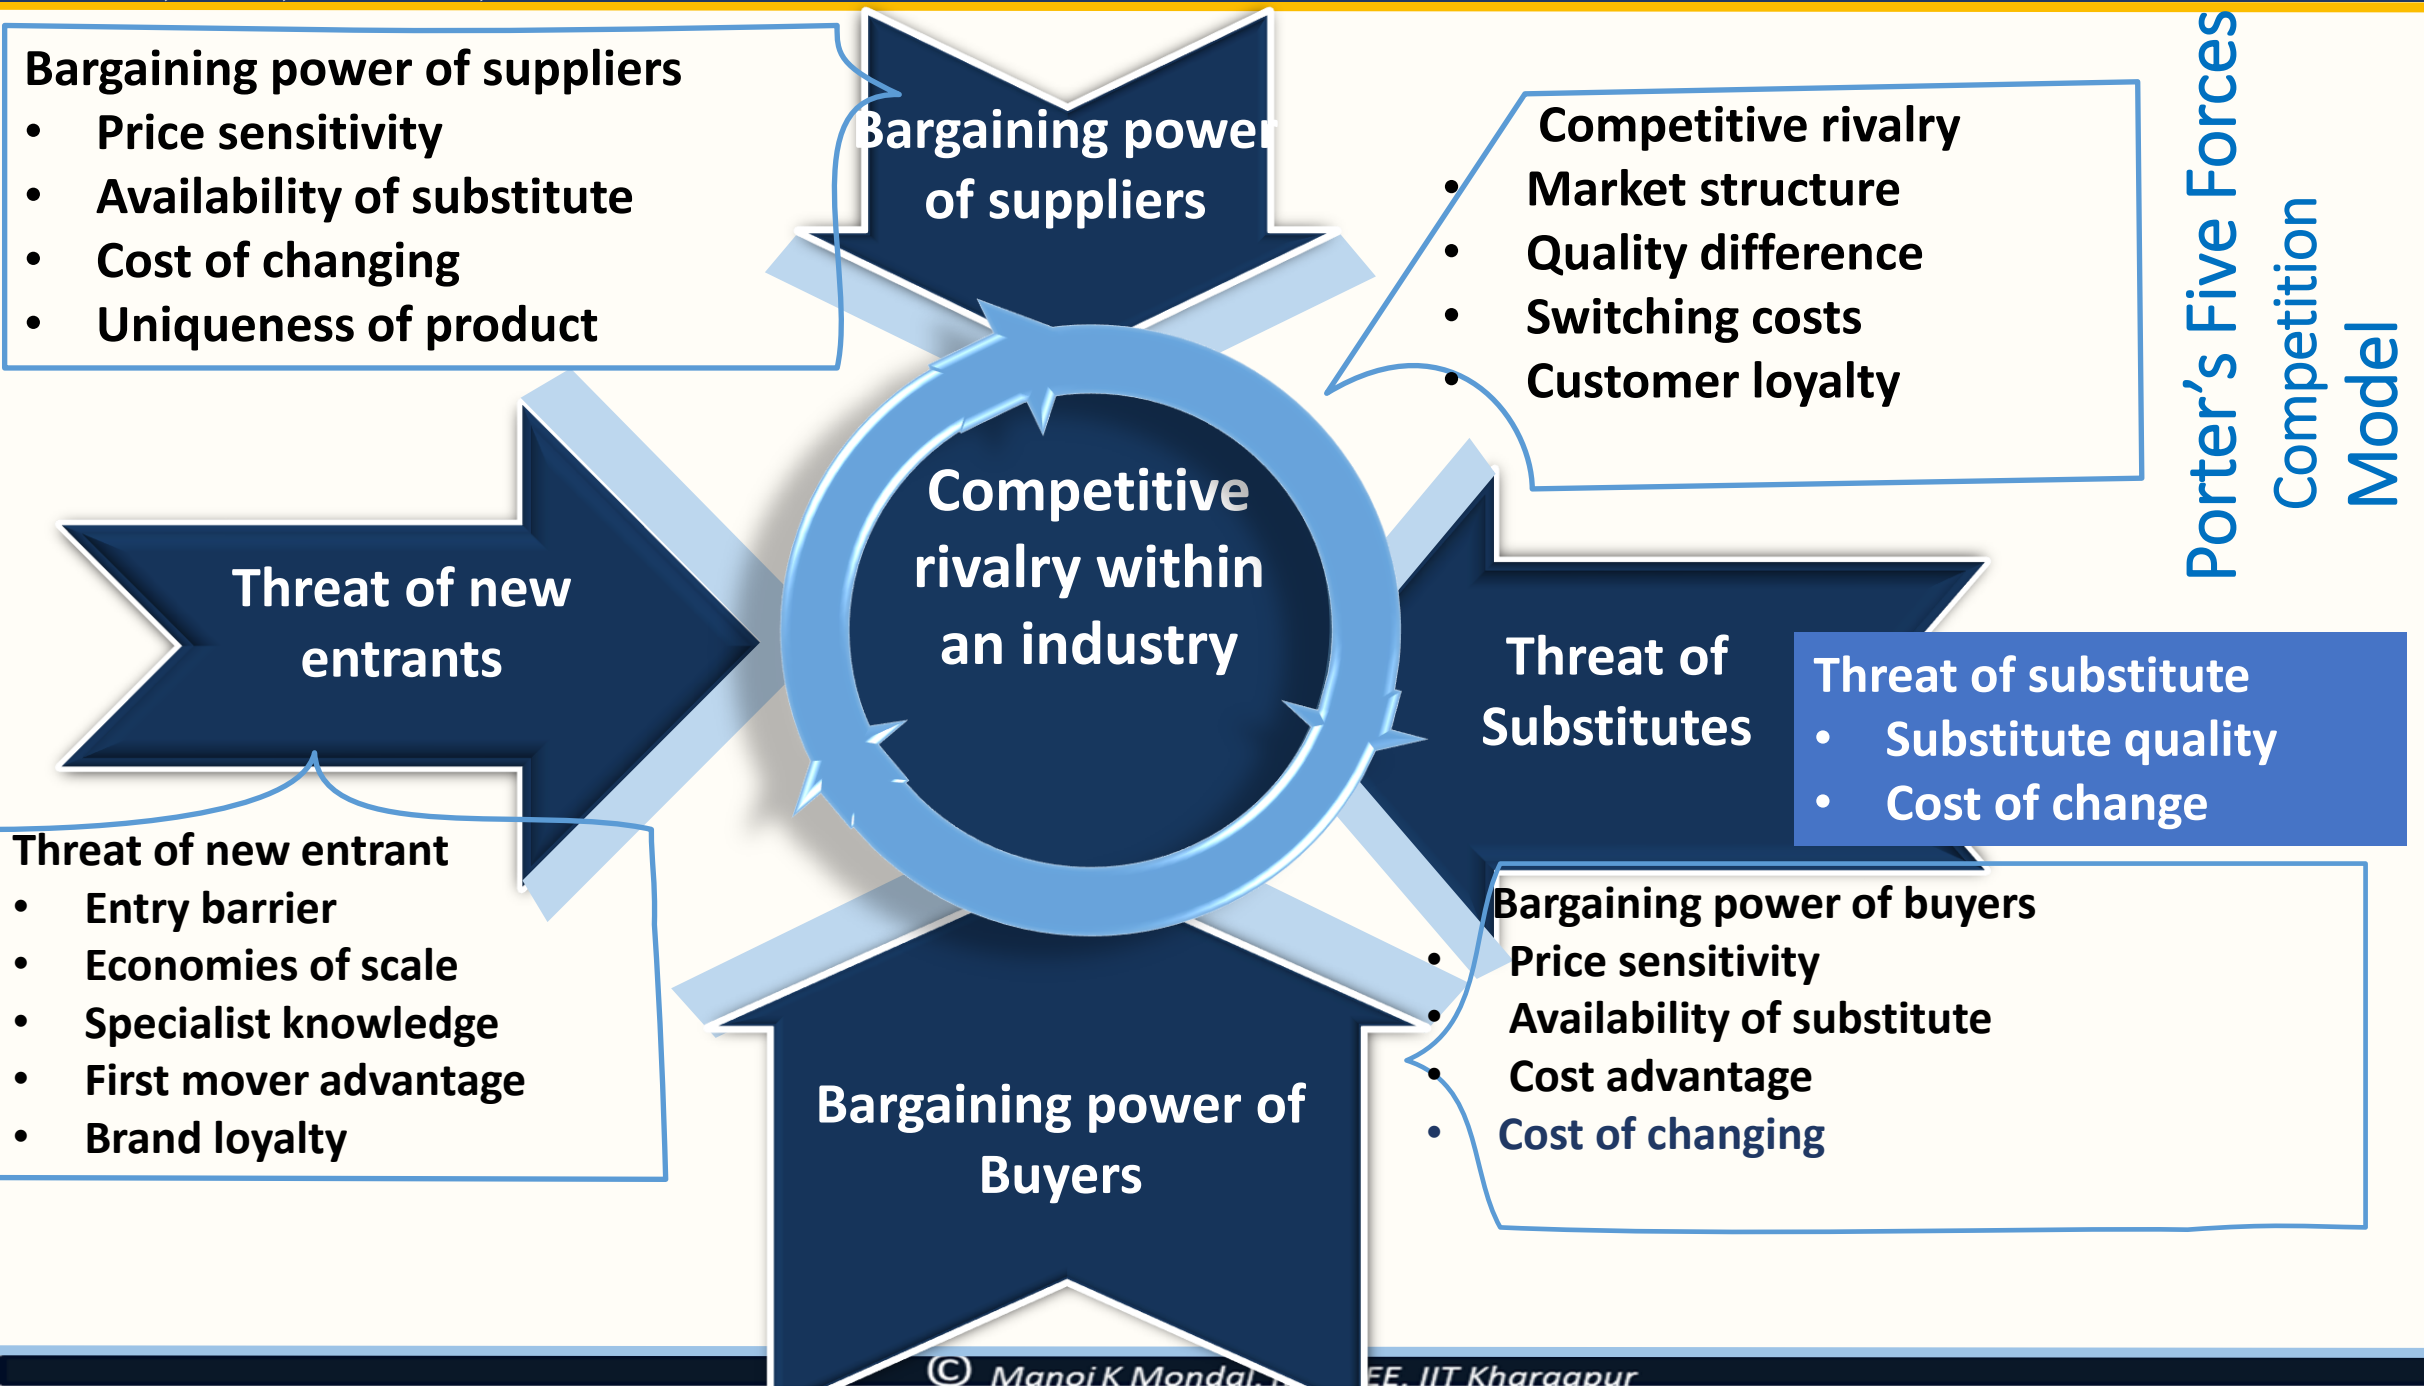 Bargaining power of suppliers
• Price sensitivity
• Availability of substitute
• Cost of changing
• Uniqueness of product
Bargaining power
of suppliers
Competitive rivalry
• Market structure
• Quality difference
• Switching costs
• Customer loyalty
Porter's Five Forces
Competition
Model
Threat of new
entrants
Competitive
rivalry within
an industry
Threat of
Substitutes
Threat of substitute
• Substitute quality
• Cost of change
Threat of new entrant
• Entry barrier
• Economies of scale
• Specialist knowledge
• First mover advantage
• Brand loyalty
Bargaining power of
Buyers
Bargaining power of buyers
• Price sensitivity
• Availability of substitute
• Cost advantage
• Cost of changing
© Manoj K Mondal, EE, IIT Kharagpur